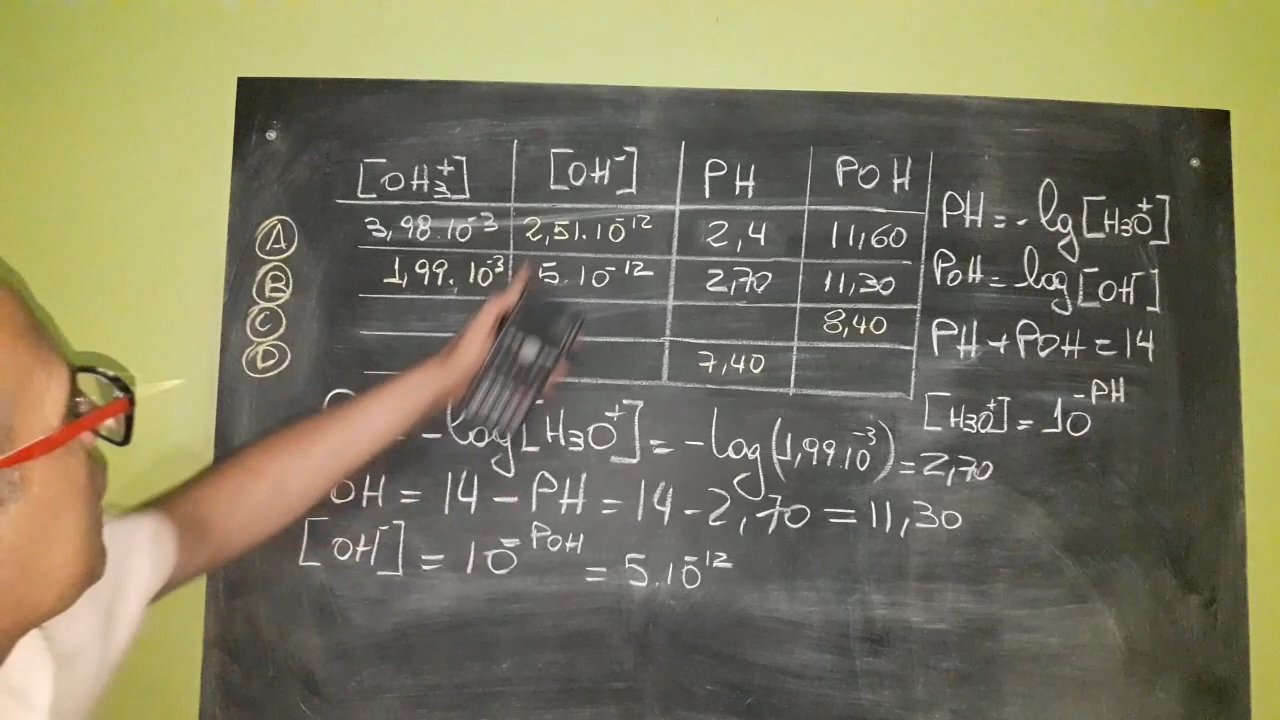 [OH₃⁺] [OH⁻] PH POH
A 3,98.10⁻³ 2,51.10⁻¹² 2,4 11,60
B 1,99.10⁻³ 5.10⁻¹² 2,70 11,30
C 8,40
D 7,40
PH = -lg[H3O⁺]
POH = -log[OH⁻]
PH + POH = 14
[H3O⁺] = 10⁻ᴾᴴ
-log[H3O⁺] = -log(1,99.10⁻³) = 2,70
OH = 14 - PH = 14 - 2,70 = 11,30
[OH⁻] = 10⁻ᴾᴼᴴ = 5.10⁻¹²